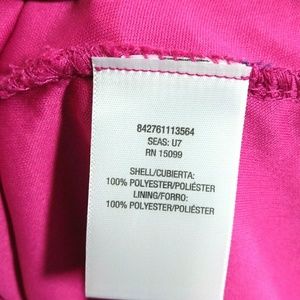 842761113564
SEAS: U7
RN 15099
SHELL/CUBIERTA:
100% POLYESTER/POLIÉSTER
LINING/FORRO:
100% POLYESTER/POLIÉSTER